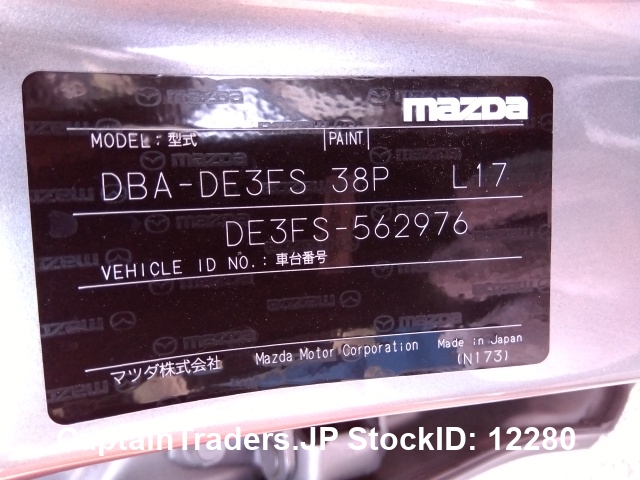 mazda
MODEL: 型式 PAINT
DBA-DE3FS 38P L17
DE3FS-562976
VEHICLE ID NO.: 車台番号
マツダ株式会社 Mazda Motor Corporation Made in Japan
(N173)
CaptainTraders.JP StockID: 12280